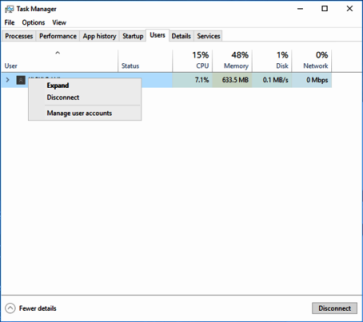 Task Manager
File Options View
Processes Performance App history Startup Users Details Services
15% 48% 1% 0%
User Status CPU Memory Disk Network
7.1% 633.5 MB 0.1 MB/s 0 Mbps
Expand
Disconnect
Manage user accounts
Fewer details Disconnect